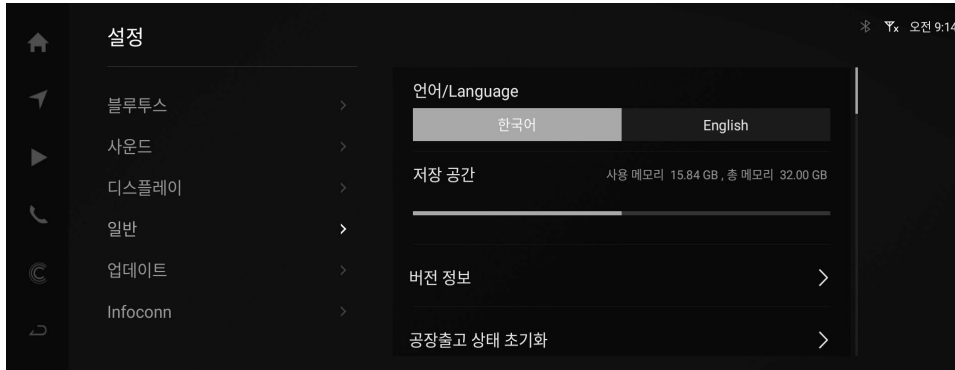 설정
오전 9:14
블루투스
사운드
디스플레이
일반
업데이트
Infoconn
언어/Language
한국어 English
저장 공간 사용 메모리 15.84 GB , 총 메모리 32.00 GB
버전 정보
공장출고 상태 초기화